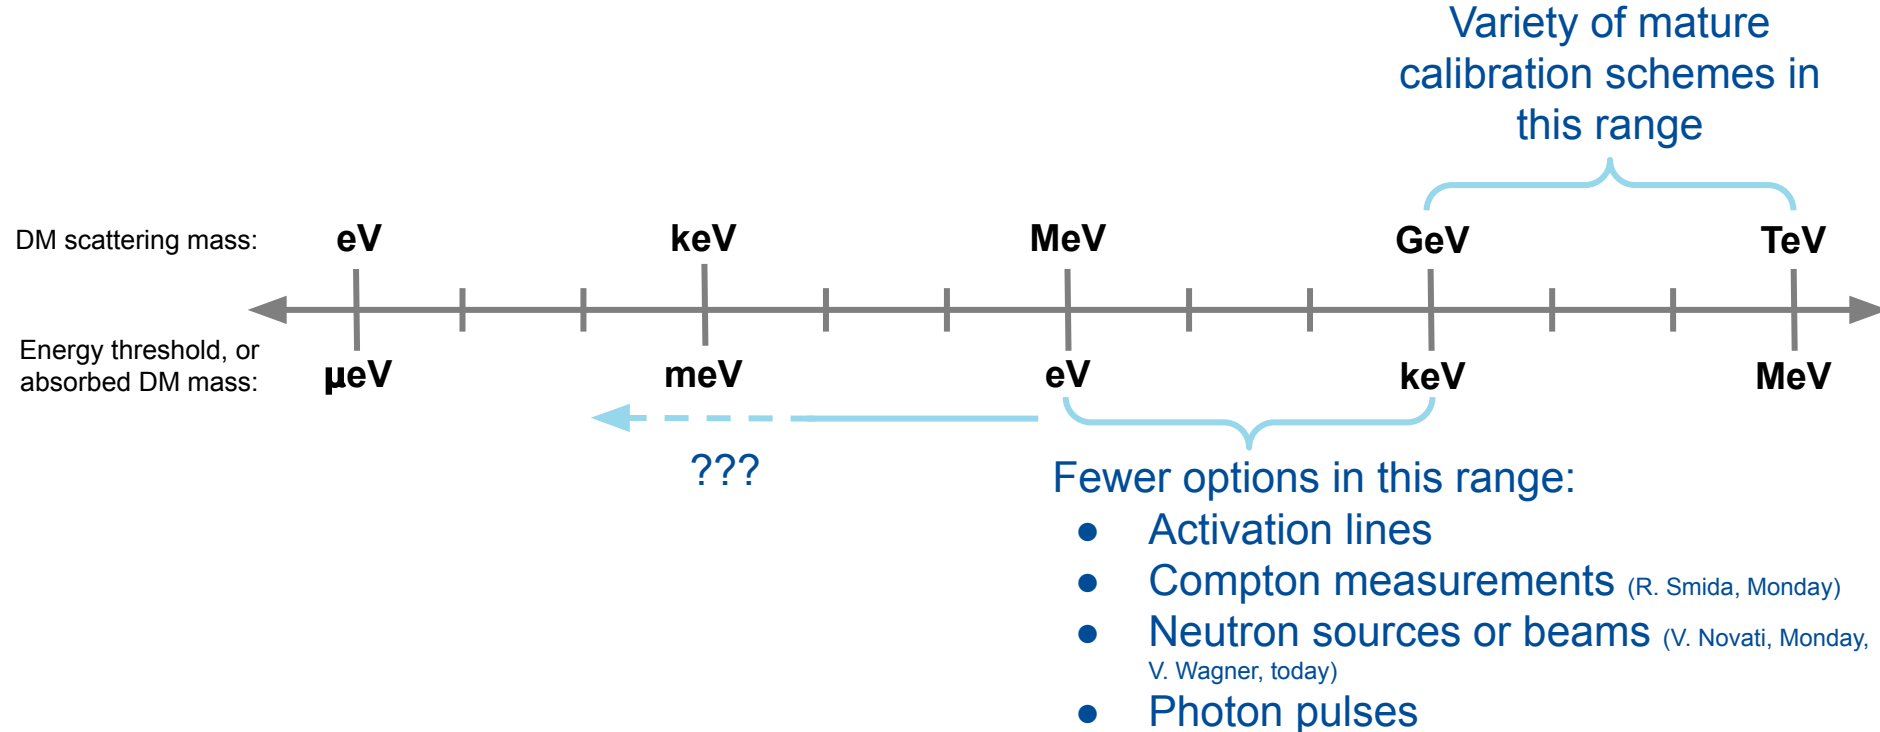 Variety of mature
calibration schemes in
this range
DM scattering mass: eV keV MeV GeV TeV
Energy threshold, or
absorbed DM mass: µeV meV eV keV MeV
???
Fewer options in this range:
● Activation lines
● Compton measurements (R. Smida, Monday)
● Neutron sources or beams (V. Novati, Monday,
V. Wagner, today)
● Photon pulses